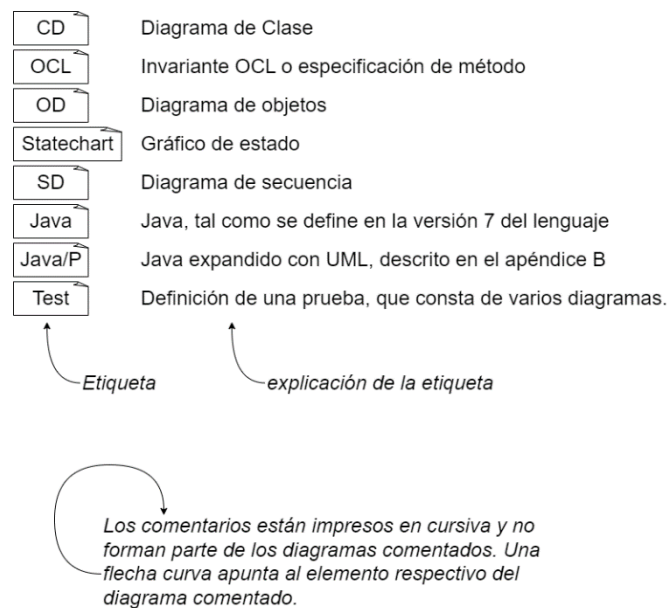 CD Diagrama de Clase
OCL Invariante OCL o especificación de método
OD Diagrama de objetos
Statechart Gráfico de estado
SD Diagrama de secuencia
Java Java, tal como se define en la versión 7 del lenguaje
Java/P Java expandido con UML, descrito en el apéndice B
Test Definición de una prueba, que consta de varios diagramas.
Etiqueta explicación de la etiqueta
Los comentarios están impresos en cursiva y no
forman parte de los diagramas comentados. Una
flecha curva apunta al elemento respectivo del
diagrama comentado.